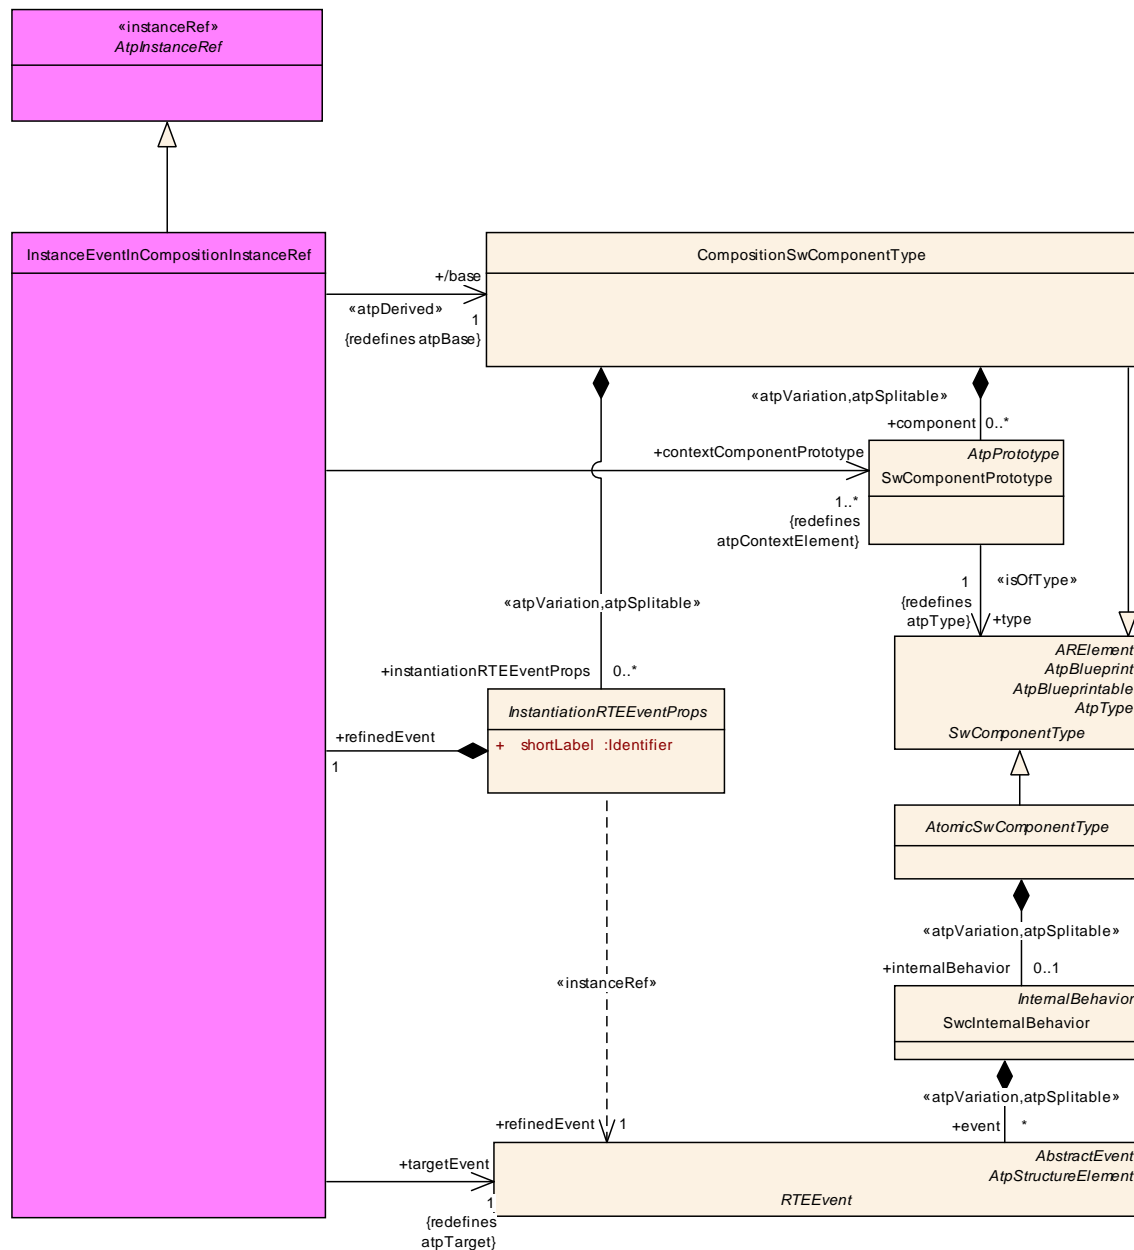 «instanceRef»
AtpInstanceRef
InstanceEventInCompositionInstanceRef
CompositionSwComponentType
+/base
«atpDerived»
1
{redefines atpBase}
«atpVariation,atpSplitable»
+component 0..*
+contextComponentPrototype
AtpPrototype
SwComponentPrototype
1..*
{redefines
atpContextElement}
1
«isOfType»
{redefines
atpType}
+type
«atpVariation,atpSplitable»
+instantiationRTEEventProps 0..*
ARElement
AtpBlueprint
AtpBlueprintable
AtpType
SwComponentType
InstantiationRTEEventProps
+ shortLabel :Identifier
+refinedEvent
1
AtomicSwComponentType
«atpVariation,atpSplitable»
+internalBehavior 0..1
«instanceRef»
InternalBehavior
SwcInternalBehavior
«atpVariation,atpSplitable»
+event *
+refinedEvent 1
+targetEvent
1
{redefines
atpTarget}
AbstractEvent
AtpStructureElement
RTEEvent